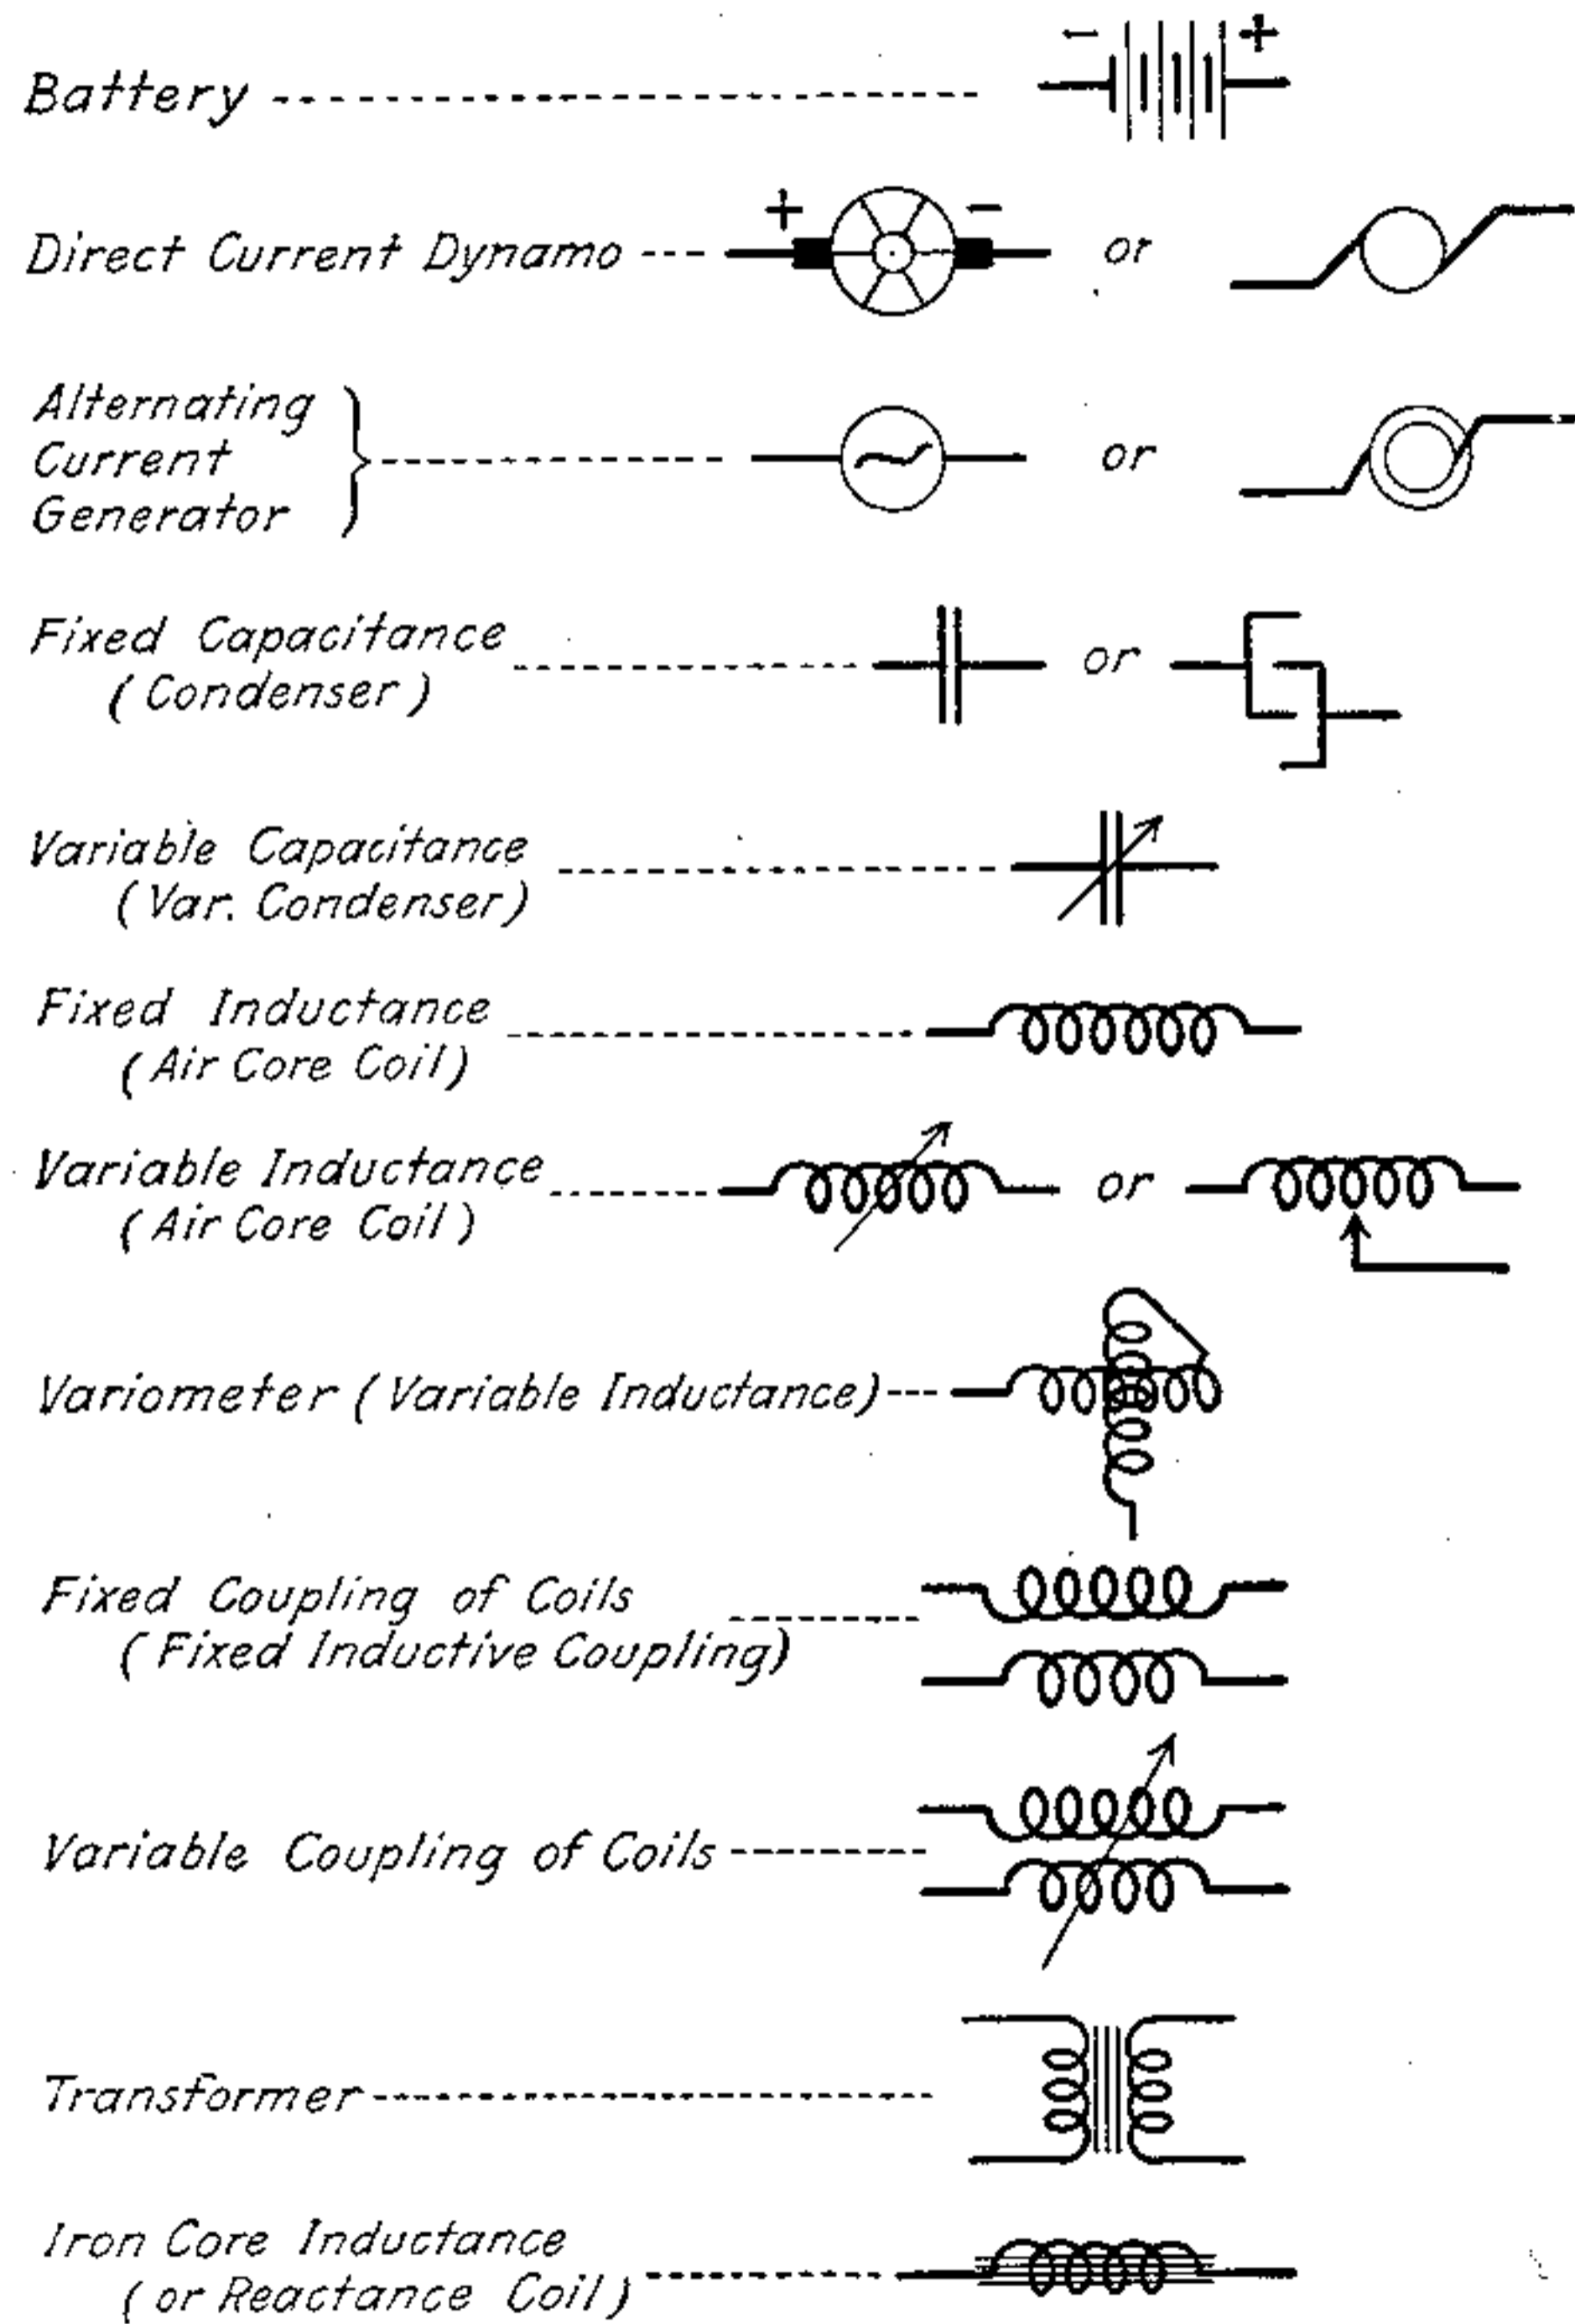 Battery - +
Direct Current Dynamo + - or
Alternating
Current
Generator
or
Fixed Capacitance
(Condenser)
or
Variable Capacitance
(Var. Condenser)
Fixed Inductance
(Air Core Coil)
Variable Inductance
(Air Core Coil)
or
Variometer (Variable Inductance)
Fixed Coupling of Coils
(Fixed Inductive Coupling)
Variable Coupling of Coils
Transformer
Iron Core Inductance
(or Reactance Coil)